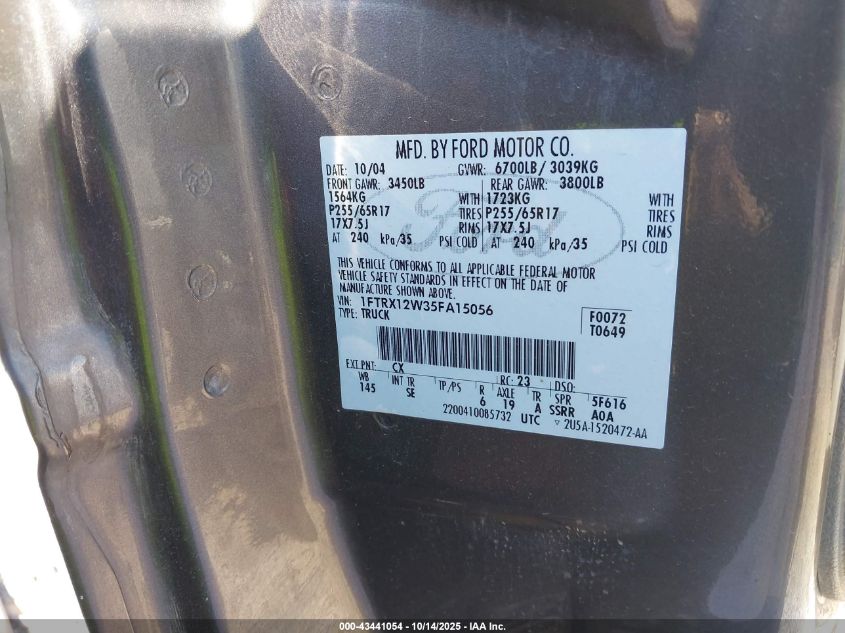 MFD. BY FORD MOTOR CO.
DATE: 10/04 GVWR: 6700LB/ 3039KG
FRONT GAWR: 3450LB REAR GAWR: 3800LB
1564KG WITH 1723KG WITH
P255/65R17 TIRES P255/65R17 TIRES
17X7.5J RIMS 17X7.5J RIMS
AT 240 kPa/35 PSI COLD AT 240 kPa/35 PSI COLD
Ford
THIS VEHICLE CONFORMS TO ALL APPLICABLE FEDERAL MOTOR
VEHICLE SAFETY STANDARDS IN EFFECT ON THE DATE OF
MANUFACTURE SHOWN ABOVE.
VIN: 1FTRX12W35FA15056 F0072
TYPE: TRUCK T0649
EXT PNT: CX RC: 23 DSO:
WB INT TR TP/PS R AXLE TR SPR 5F616
145 SE 6 19 A SSRR A0A
2200410085732 UTC ▽ 2U5A-1520472-AA
000-43441054 - 10/14/2025 - IAA Inc.